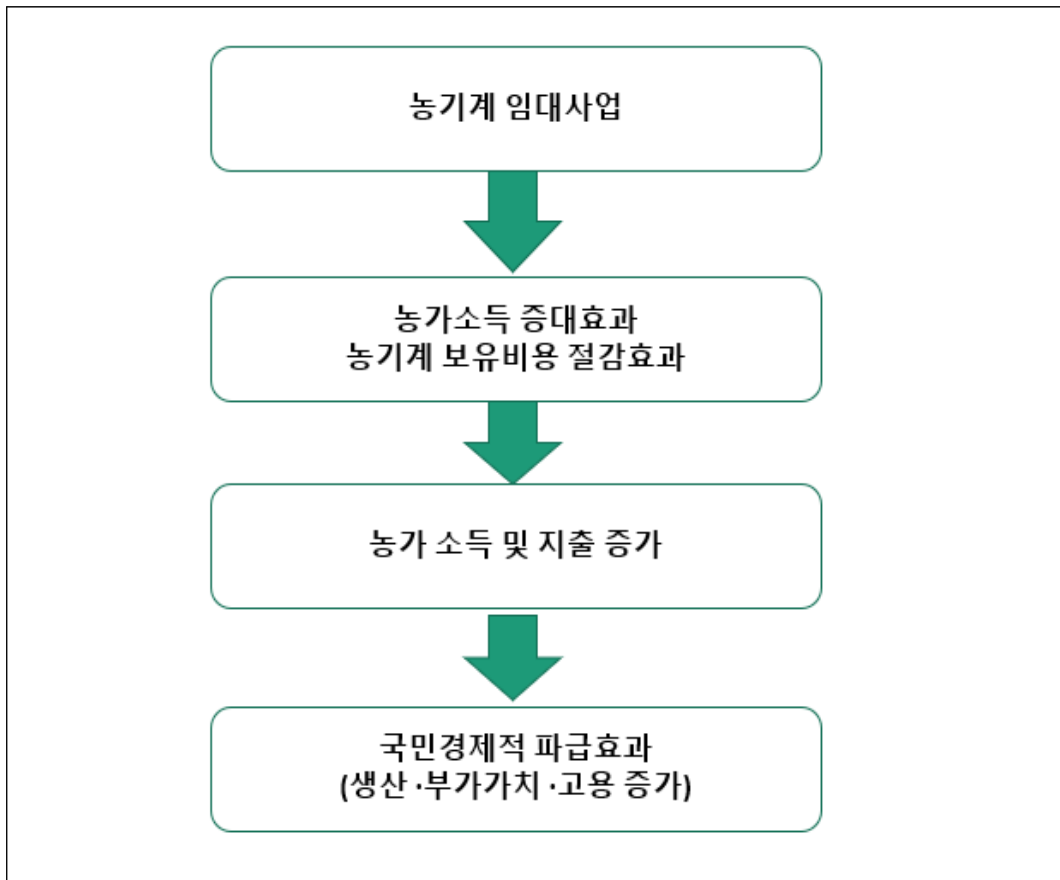 농기계 임대사업
농가소득 증대효과
농기계 보유비용 절감효과
농가 소득 및 지출 증가
국민경제적 파급효과
(생산 ·부가가치 ·고용 증가)